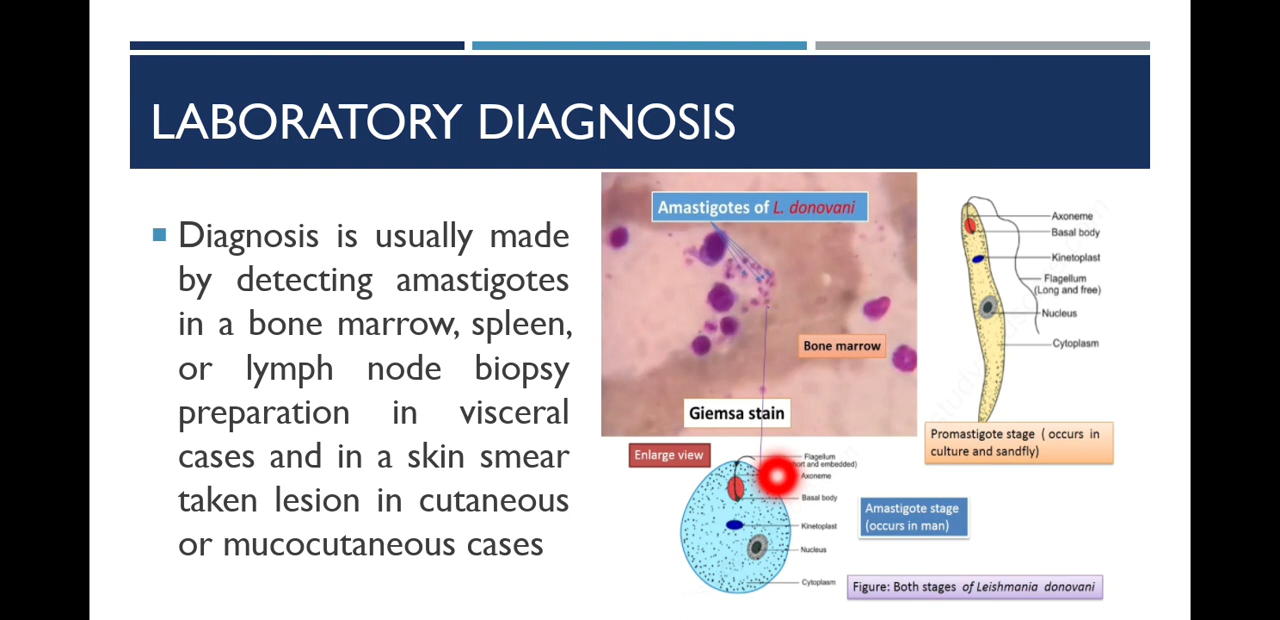 LABORATORY DIAGNOSIS
Diagnosis is usually made
by detecting amastigotes
in a bone marrow, spleen,
or lymph node biopsy
preparation in visceral
cases and in a skin smear
taken lesion in cutaneous
or mucocutaneous cases
Amastigotes of L. donovani
Bone marrow
Giemsa stain
Axoneme
Basal body
Kinetoplast
Flagellum
(Long and free)
Nucleus
Cytoplasm
Promastigote stage ( occurs in
culture and sandfly)
Enlarge view
Flagellum
and embedded)
Axoneme
Basal body
Kinetoplast
Nucleus
Cytoplasm
Amastigote stage
(occurs in man)
Figure: Both stages of Leishmania donovani